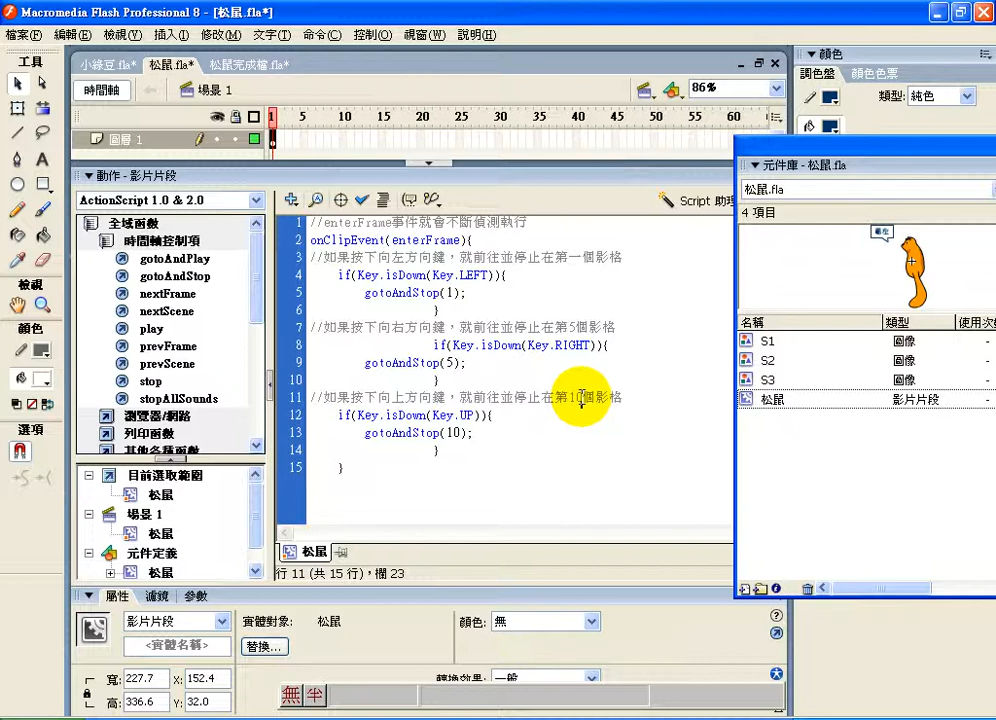 Macromedia Flash Professional 8 - [松鼠.fla*]
檔案(F) 編輯(E) 檢視(V) 插入(I) 修改(M) 文字(T) 命令(C) 控制(O) 視窗(W) 說明(H)
工具
檢視
顏色
選項
小綠豆.fla* 松鼠.fla* 松鼠完成檔.fla*
時間軸 場景 1 86%
1 5 10 15 20 25 30 35 40 45 50 55 60
圖層 1
動作 - 影片片段
ActionScript 1.0 & 2.0
全域函數
時間軸控制項
gotoAndPlay
gotoAndStop
nextFrame
nextScene
play
prevFrame
prevScene
stop
stopAllSounds
瀏覽器/網路
列印函數
其他各種函數
目前選取範圍
松鼠
場景 1
松鼠
元件定義
松鼠
Script 助理
1 //enterFrame事件就會不斷偵測執行
2 onClipEvent(enterFrame){
3 //如果按下向左方向鍵，就前往並停止在第一個影格
4 if(Key.isDown(Key.LEFT)){
5 gotoAndStop(1);
6 }
7 //如果按下向右方向鍵，就前往並停止在第5個影格
8 if(Key.isDown(Key.RIGHT)){
9 gotoAndStop(5);
10 }
11 //如果按下向上方向鍵，就前往並停止在第10個影格
12 if(Key.isDown(Key.UP)){
13 gotoAndStop(10);
14 }
15 }
松鼠
行 11 (共 15 行)，欄 23
屬性 濾鏡 參數
影片片段 實體對象: 松鼠 顏色: 無
<實體名稱> 替換...
寬: 227.7 X: 152.4
高: 336.6 Y: 32.0
一般
無 半
顏色
調色盤 顏色色票
類型: 純色
元件庫 - 松鼠.fla
松鼠.fla
4 項目
名稱 類型 使用次
S1 圖像 -
S2 圖像 -
S3 圖像 -
松鼠 影片片段 -